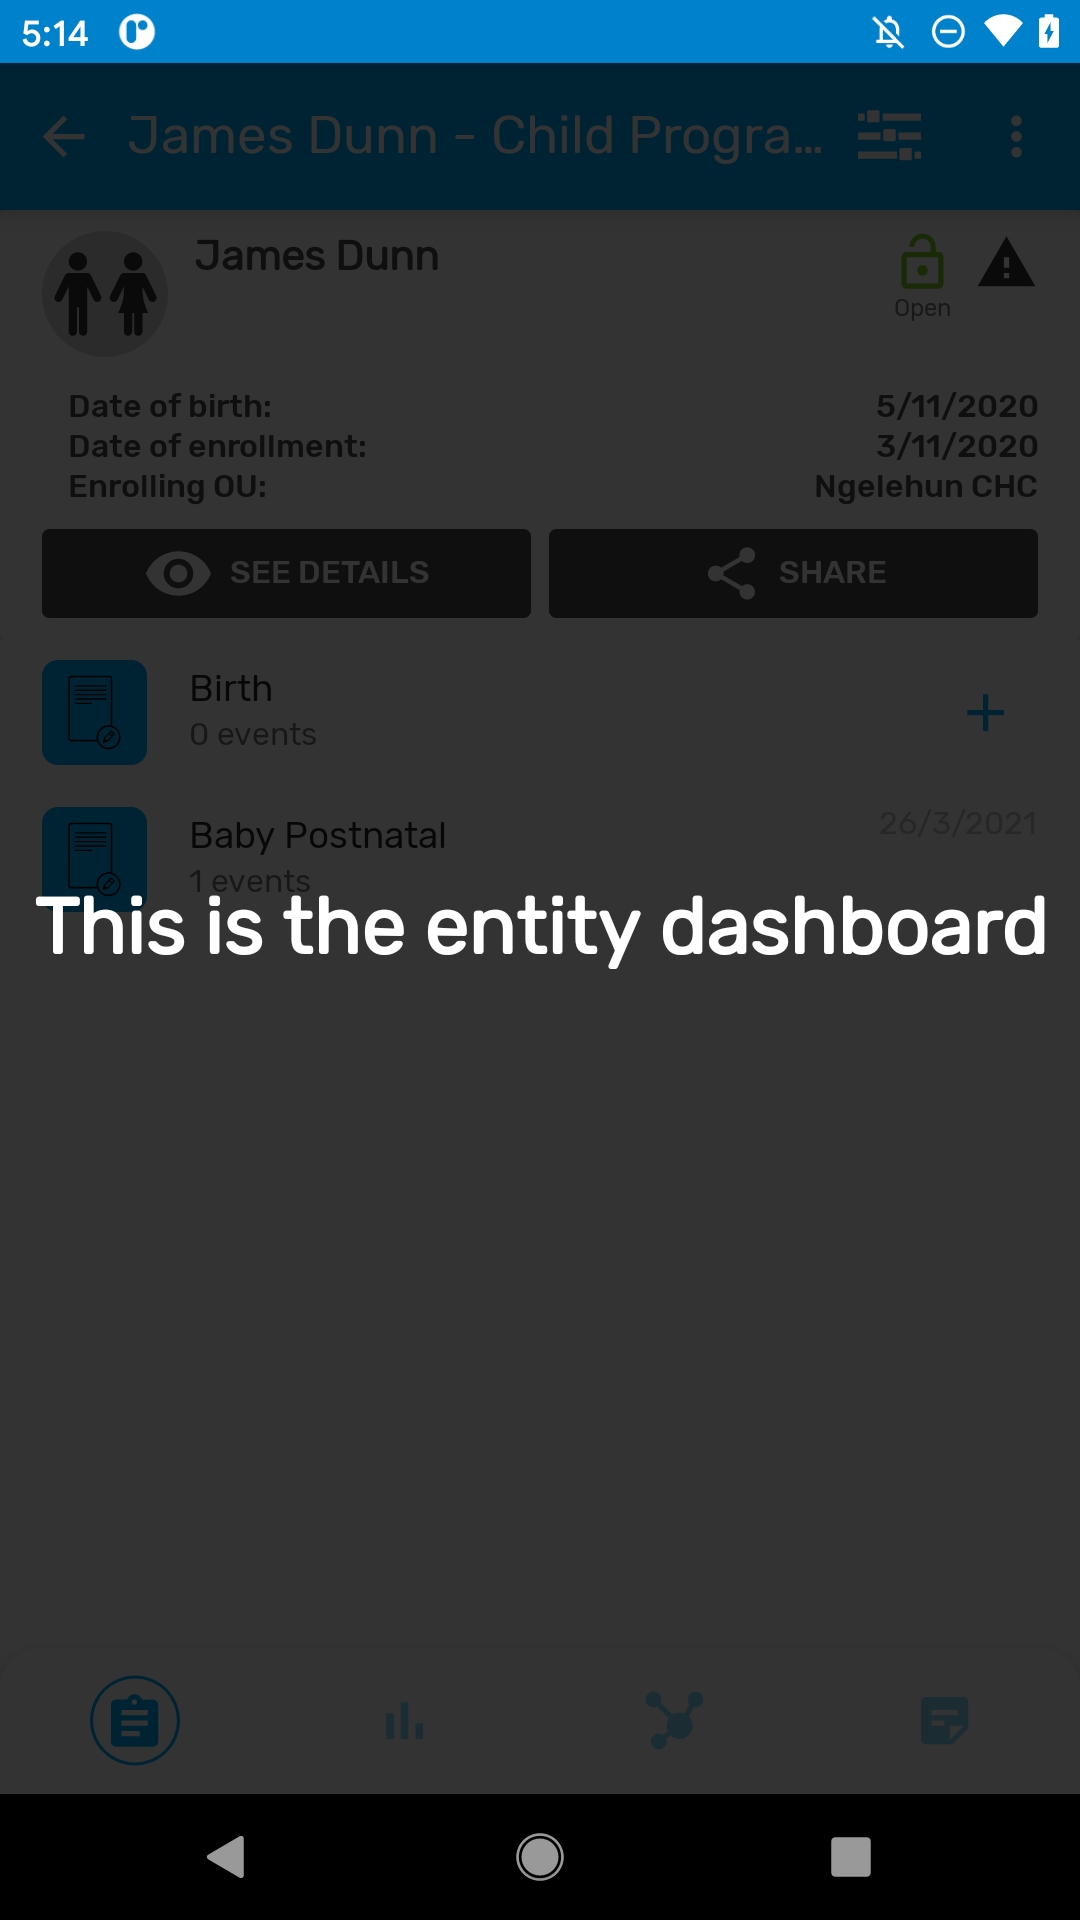 5:14
James Dunn - Child Progra...
James Dunn
Open
Date of birth: 5/11/2020
Date of enrollment: 3/11/2020
Enrolling OU: Ngelehun CHC
SEE DETAILS SHARE
Birth
0 events
Baby Postnatal 26/3/2021
1 events
This is the entity dashboard